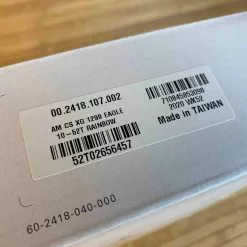 00.2418.107.002
AM CS XG 1299 EAGLE
10-52T RAINBOW
52T02656457
710845853098
2020 WK52
Made in TAIWAN
60-2418-040-000